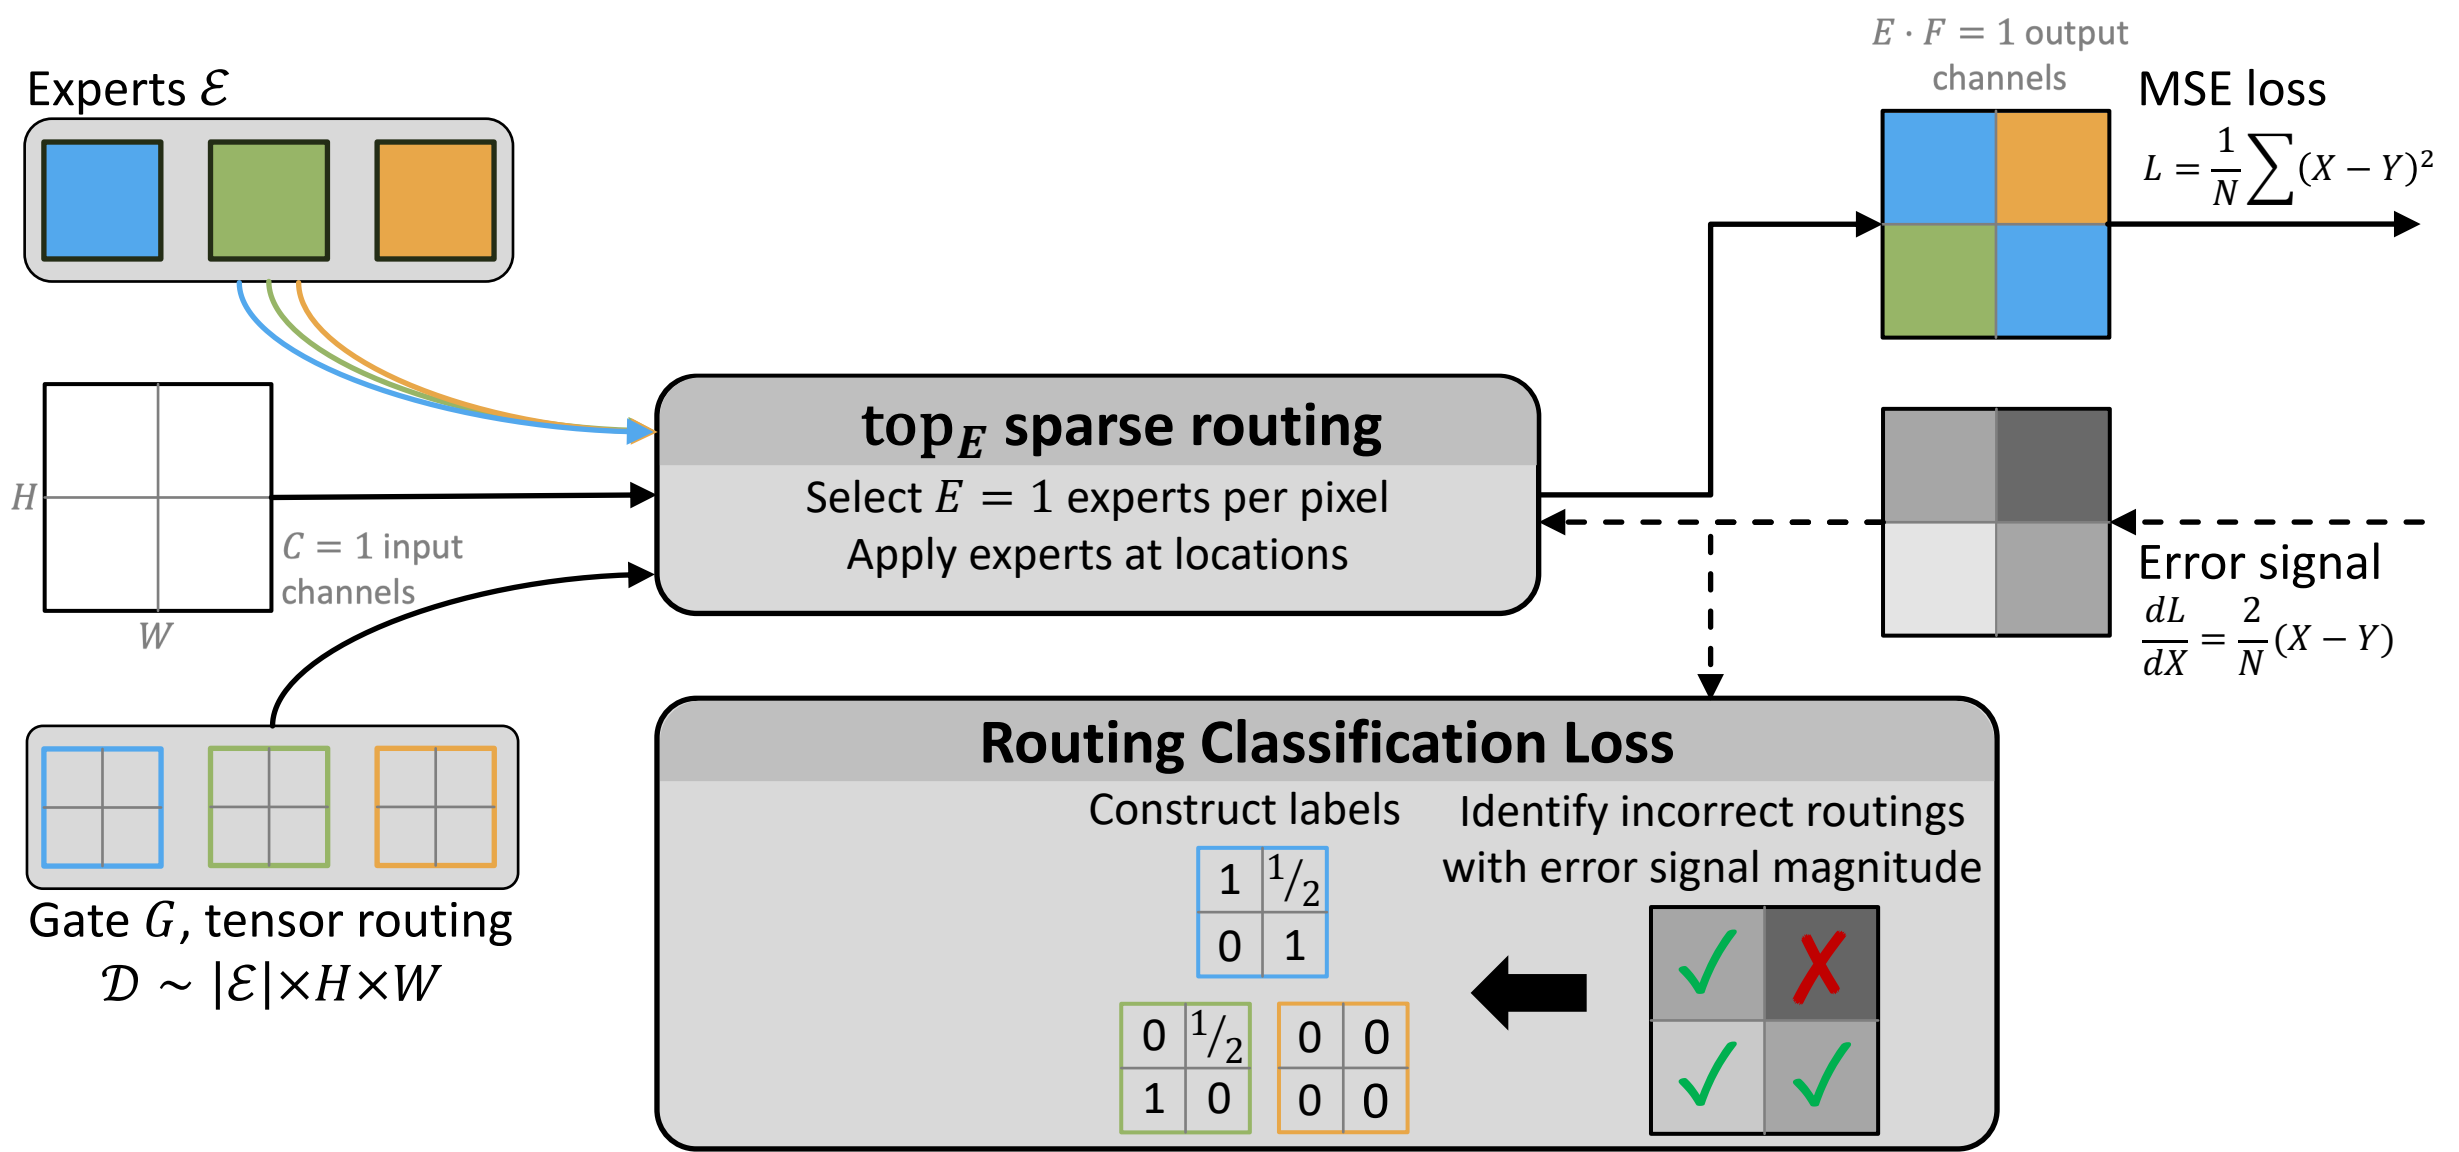 Experts ℰ
H
W
C = 1 input
channels
Gate G, tensor routing
𝒟 ~ |ℰ|×H×W
top_E sparse routing
Select E = 1 experts per pixel
Apply experts at locations
E · F = 1 output
channels
MSE loss
L = 1/N ∑(X − Y)²
Error signal
dL/dX = 2/N (X − Y)
Routing Classification Loss
Construct labels
1 1/2
0 1
0 1/2
1 0
0 0
0 0
Identify incorrect routings
with error signal magnitude